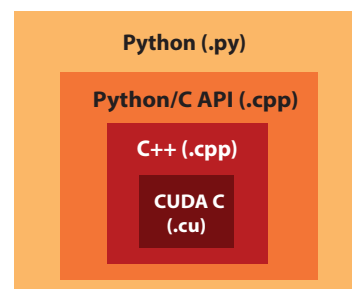 Python (.py)
Python/C API (.cpp)
C++ (.cpp)
CUDA C
(.cu)